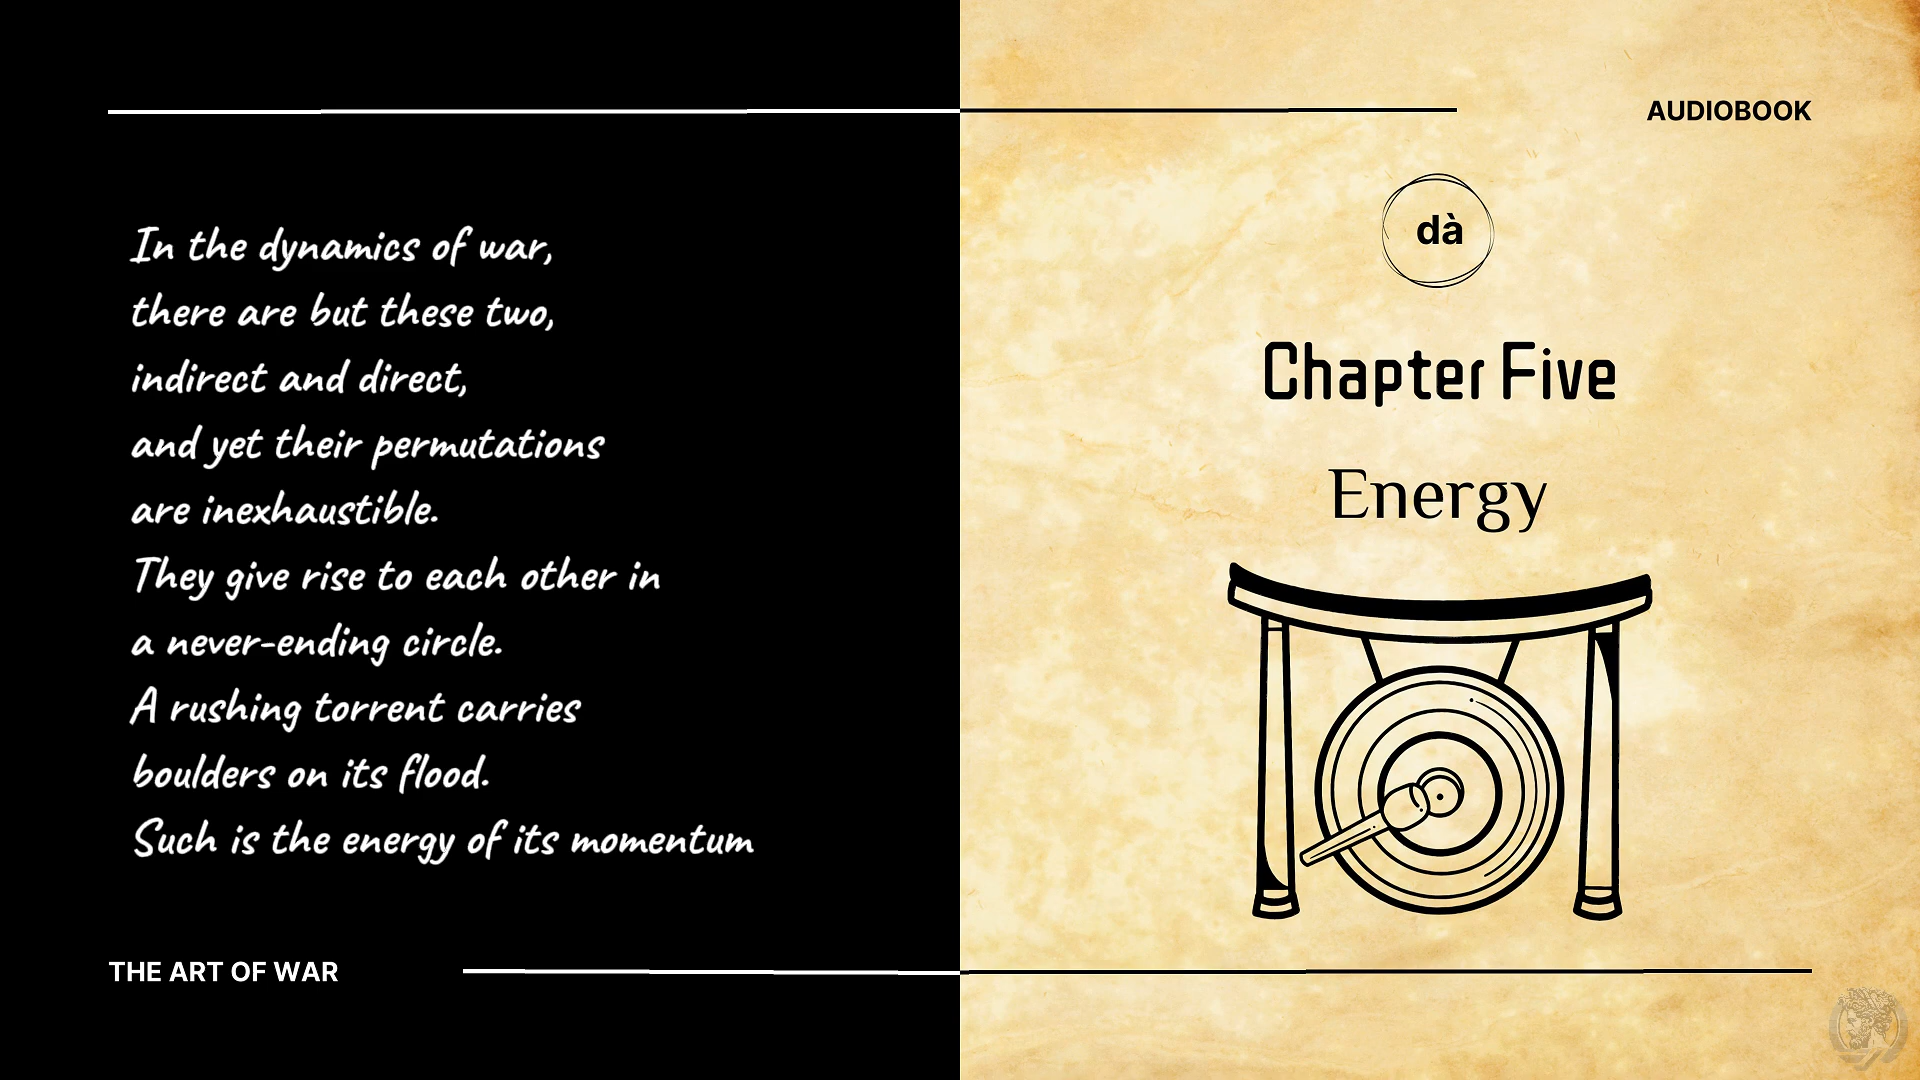 In the dynamics of war,
there are but these two,
indirect and direct,
and yet their permutations
are inexhaustible.
They give rise to each other in
a never-ending circle.
A rushing torrent carries
boulders on its flood.
Such is the energy of its momentum
THE ART OF WAR
AUDIOBOOK
dà
Chapter Five
Energy